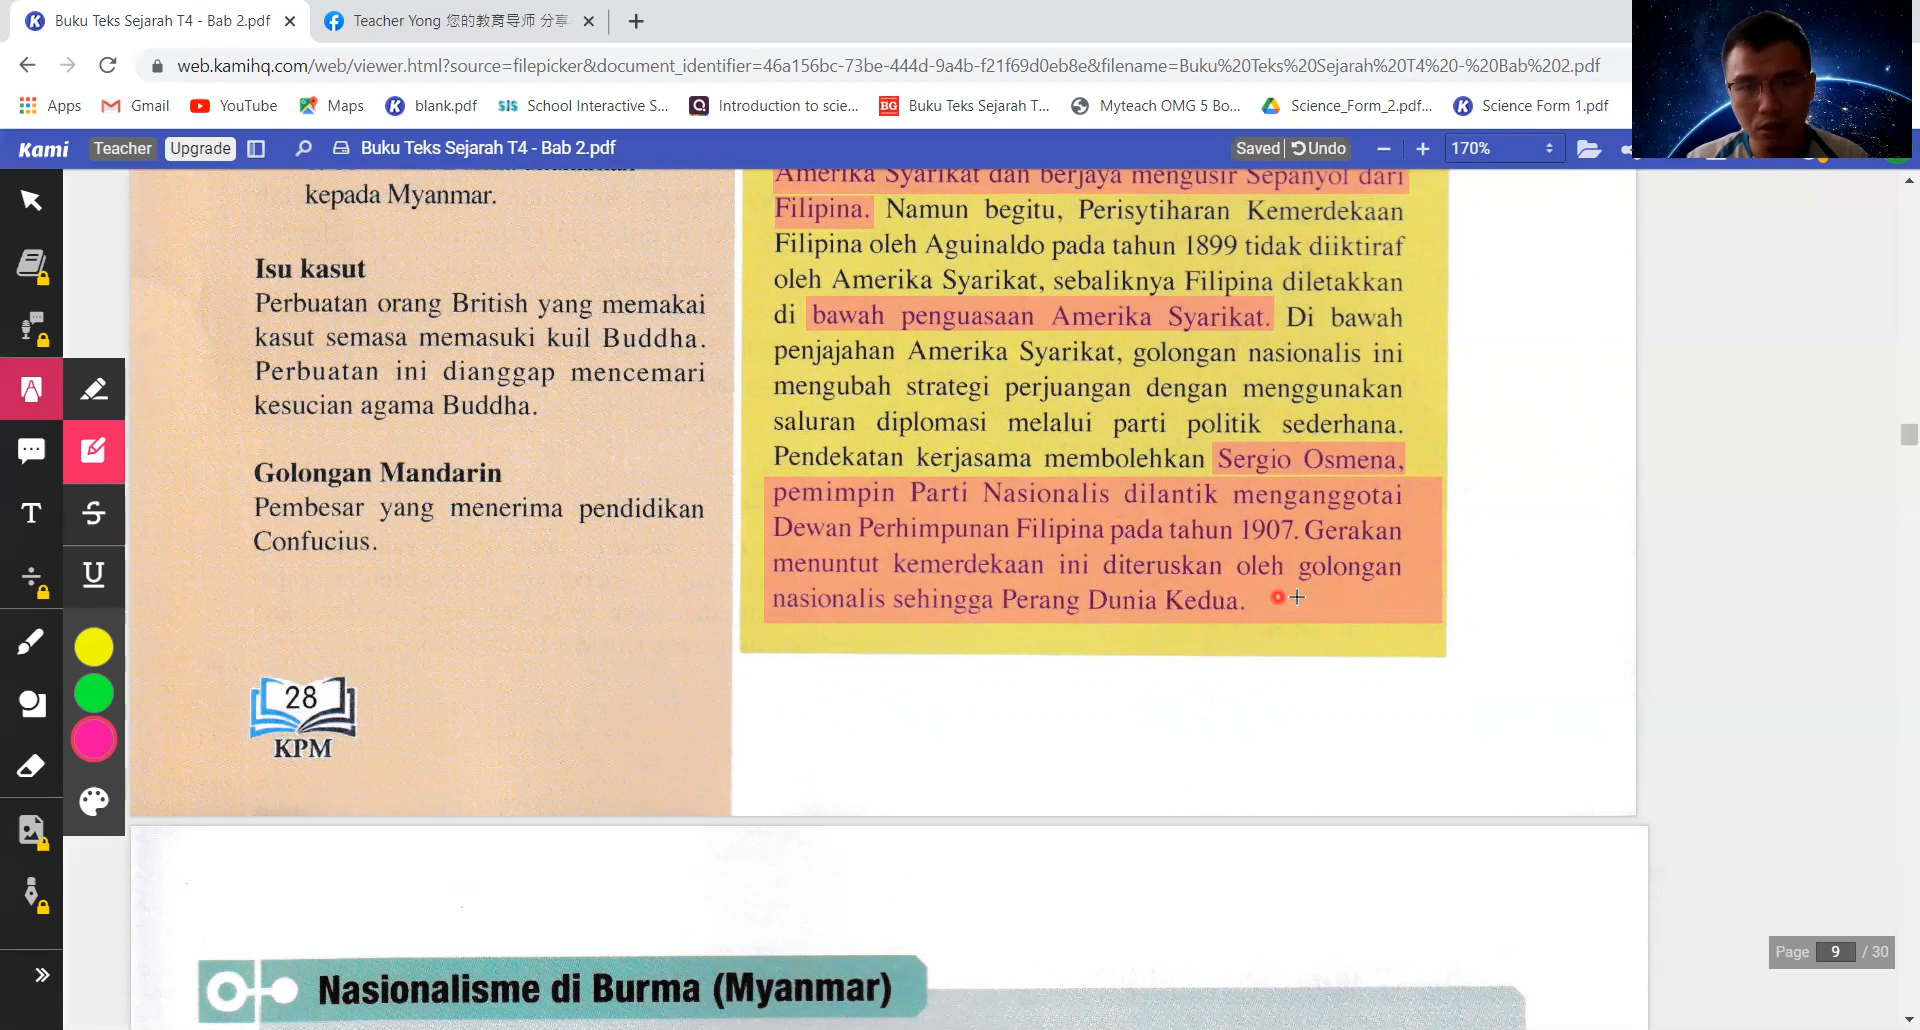 Buku Teks Sejarah T4 - Bab 2.pdf
Teacher Yong 您的教育导师 分享
web.kamihq.com/web/viewer.html?source=filepicker&document_identifier=46a156bc-73be-444d-9a4b-f21f69d0eb8e&filename=Buku%20Teks%20Sejarah%20T4%20-%20Bab%202.pdf
Apps Gmail YouTube Maps blank.pdf School Interactive S... Introduction to scie... Buku Teks Sejarah T... Myteach OMG 5 Bo... Science_Form_2.pdf... Science Form 1.pdf
Kami Teacher Upgrade Buku Teks Sejarah T4 - Bab 2.pdf Saved Undo 170%
kepada Myanmar.
Isu kasut
Perbuatan orang British yang memakai
kasut semasa memasuki kuil Buddha.
Perbuatan ini dianggap mencemari
kesucian agama Buddha.
Golongan Mandarin
Pembesar yang menerima pendidikan
Confucius.
28
KPM
Amerika Syarikat dan berjaya mengusir Sepanyol dari
Filipina. Namun begitu, Perisytiharan Kemerdekaan
Filipina oleh Aguinaldo pada tahun 1899 tidak diiktiraf
oleh Amerika Syarikat, sebaliknya Filipina diletakkan
di bawah penguasaan Amerika Syarikat. Di bawah
penjajahan Amerika Syarikat, golongan nasionalis ini
mengubah strategi perjuangan dengan menggunakan
saluran diplomasi melalui parti politik sederhana.
Pendekatan kerjasama membolehkan Sergio Osmena,
pemimpin Parti Nasionalis dilantik menganggotai
Dewan Perhimpunan Filipina pada tahun 1907. Gerakan
menuntut kemerdekaan ini diteruskan oleh golongan
nasionalis sehingga Perang Dunia Kedua.
Nasionalisme di Burma (Myanmar)
Page 9 / 30